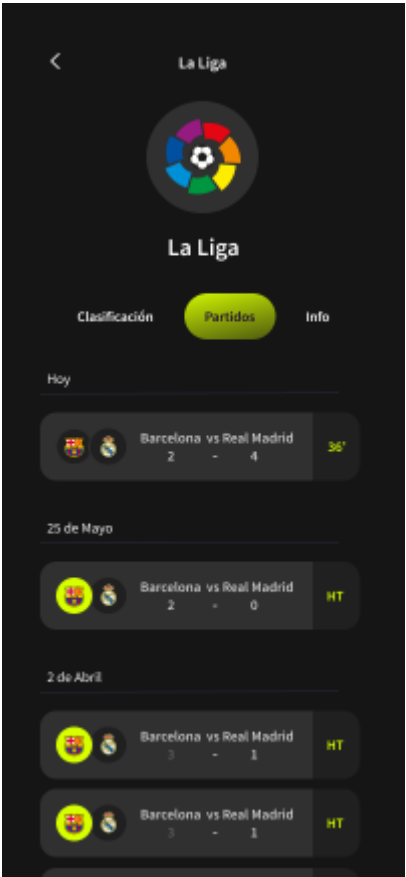 La Liga
La Liga
Clasificación Partidos Info
Hoy
Barcelona vs Real Madrid
2 - 4 36'
25 de Mayo
Barcelona vs Real Madrid
2 - 0 HT
2 de Abril
Barcelona vs Real Madrid
3 - 1 HT
Barcelona vs Real Madrid
3 - 1 HT